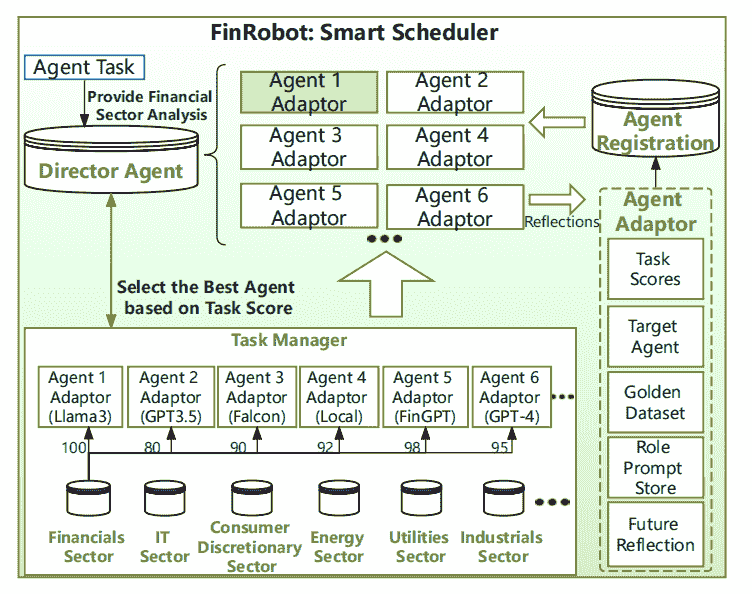 FinRobot: Smart Scheduler
Agent Task
Provide Financial
Sector Analysis
Director Agent
Agent 1
Adaptor
Agent 2
Adaptor
Agent 3
Adaptor
Agent 4
Adaptor
Agent 5
Adaptor
Agent 6
Adaptor
Agent
Registration
Reflections
Agent
Adaptor
Task
Scores
Target
Agent
Golden
Dataset
Role
Prompt
Store
Future
Reflection
Select the Best Agent
based on Task Score
Task Manager
Agent 1
Adaptor
(Llama3)
Agent 2
Adaptor
(GPT3.5)
Agent 3
Adaptor
(Falcon)
Agent 4
Adaptor
(Local)
Agent 5
Adaptor
(FinGPT)
Agent 6
Adaptor
(GPT-4)
100
80
90
92
98
95
Financials
Sector
IT
Sector
Consumer
Discretionary
Sector
Energy
Sector
Utilities
Sector
Industrials
Sector